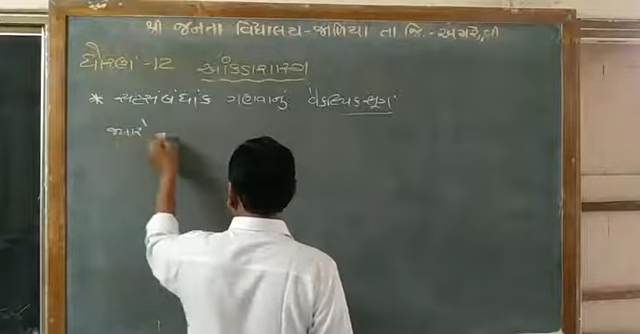 શ્રી જનતા વિદ્યાલય-જાળિયા તા જિ.-અમરેલી
ધોરણ-12 આંકડાશાસ્ત્ર
* સહસંબંધાંક ગણવાનું વૈકલ્પિક સૂત્ર
જ્યારે